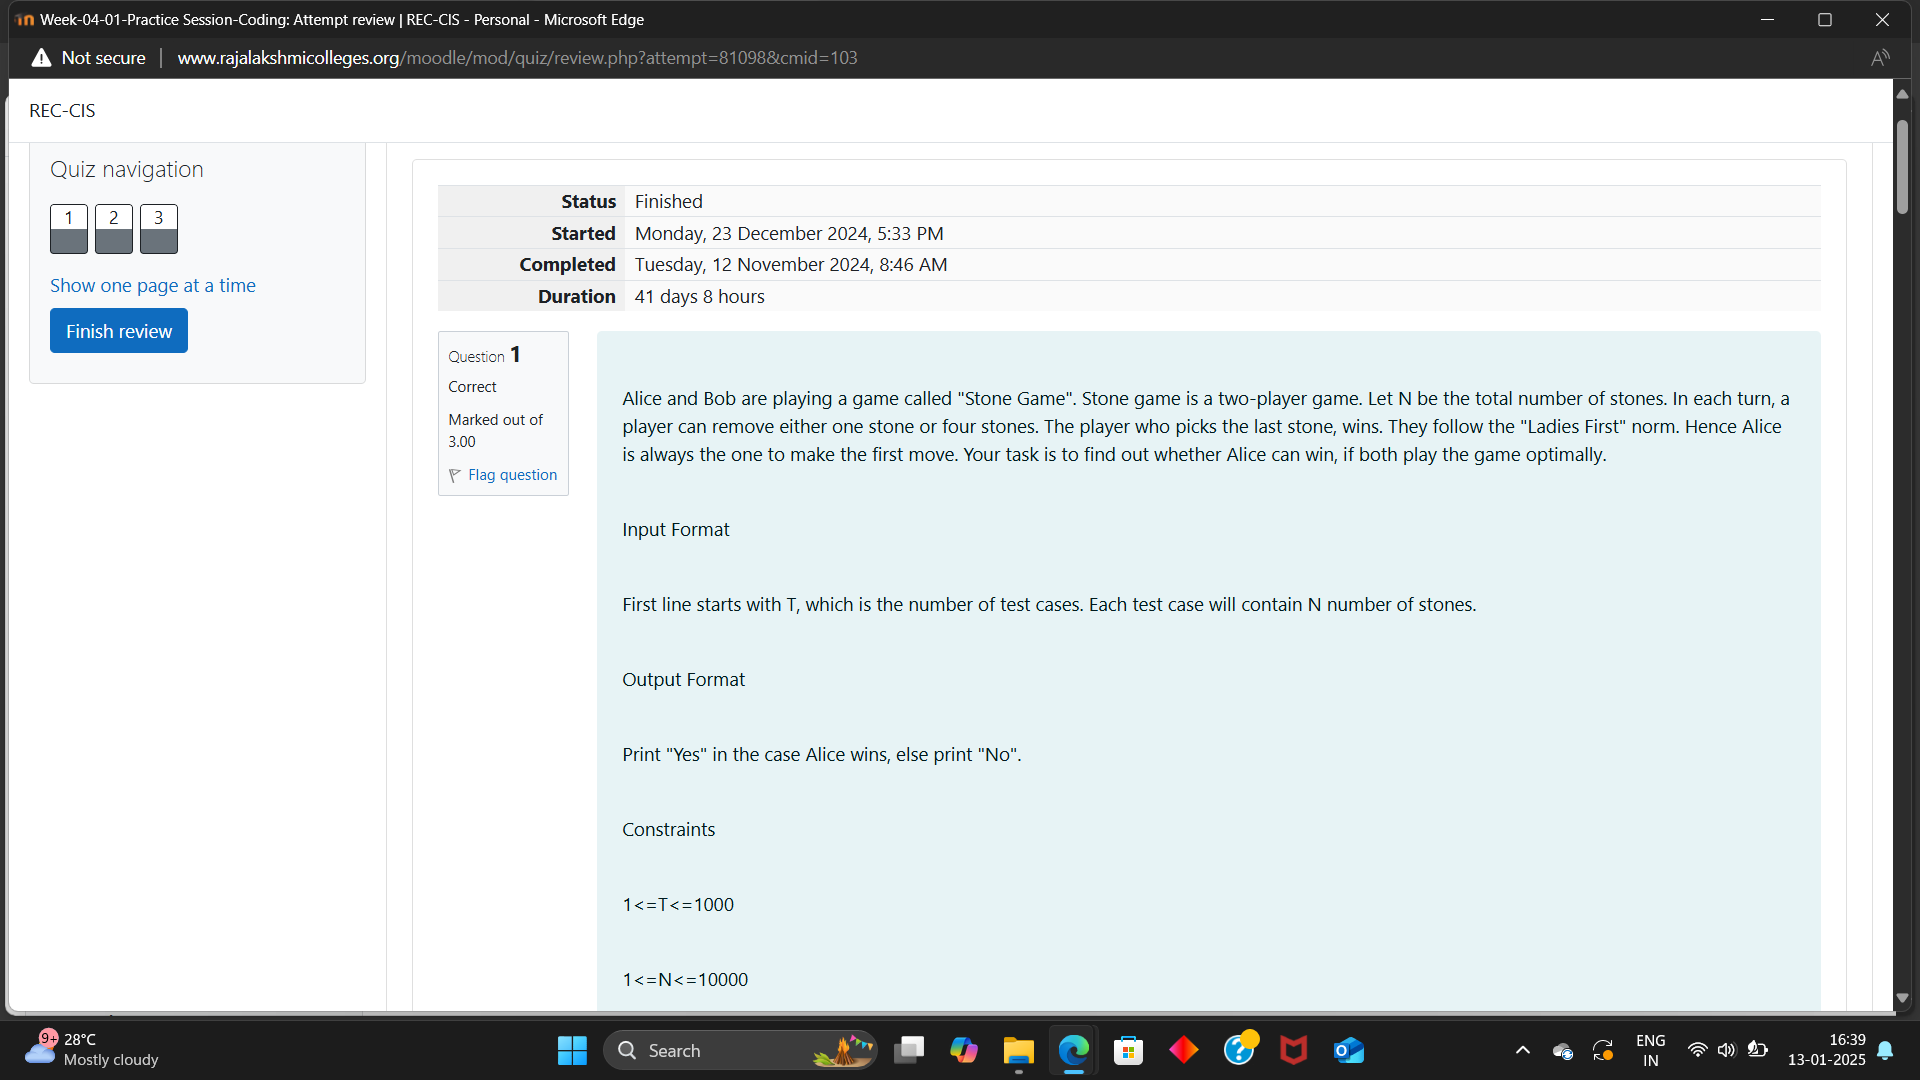 Week-04-01-Practice Session-Coding: Attempt review | REC-CIS - Personal - Microsoft Edge
Not secure
www.rajalakshmicolleges.org/moodle/mod/quiz/review.php?attempt=81098&cmid=103
REC-CIS
Quiz navigation
1 2 3
Show one page at a time
Finish review
Status Finished
Started Monday, 23 December 2024, 5:33 PM
Completed Tuesday, 12 November 2024, 8:46 AM
Duration 41 days 8 hours
Question 1
Correct
Marked out of
3.00
Flag question
Alice and Bob are playing a game called "Stone Game". Stone game is a two-player game. Let N be the total number of stones. In each turn, a
player can remove either one stone or four stones. The player who picks the last stone, wins. They follow the "Ladies First" norm. Hence Alice
is always the one to make the first move. Your task is to find out whether Alice can win, if both play the game optimally.
Input Format
First line starts with T, which is the number of test cases. Each test case will contain N number of stones.
Output Format
Print "Yes" in the case Alice wins, else print "No".
Constraints
1<=T<=1000
1<=N<=10000
9+
28°C
Mostly cloudy
Search
ENG
IN
16:39
13-01-2025